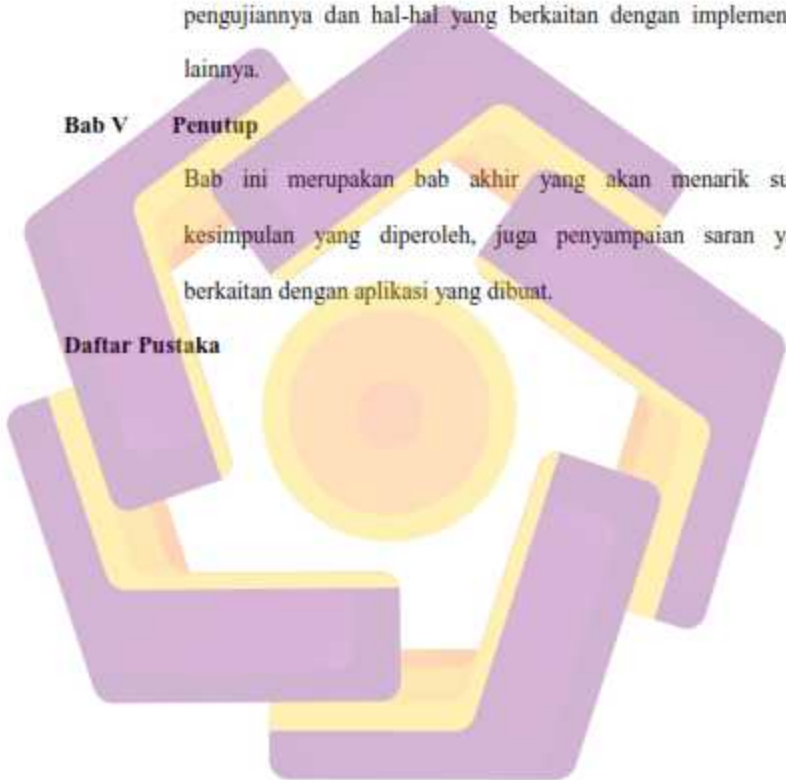 pengujiannya dan hal-hal yang berkaitan dengan implemen
lainnya.
Bab V Penutup
Bab ini merupakan bab akhir yang akan menarik su
kesimpulan yang diperoleh, juga penyampaian saran y
berkaitan dengan aplikasi yang dibuat.
Daftar Pustaka